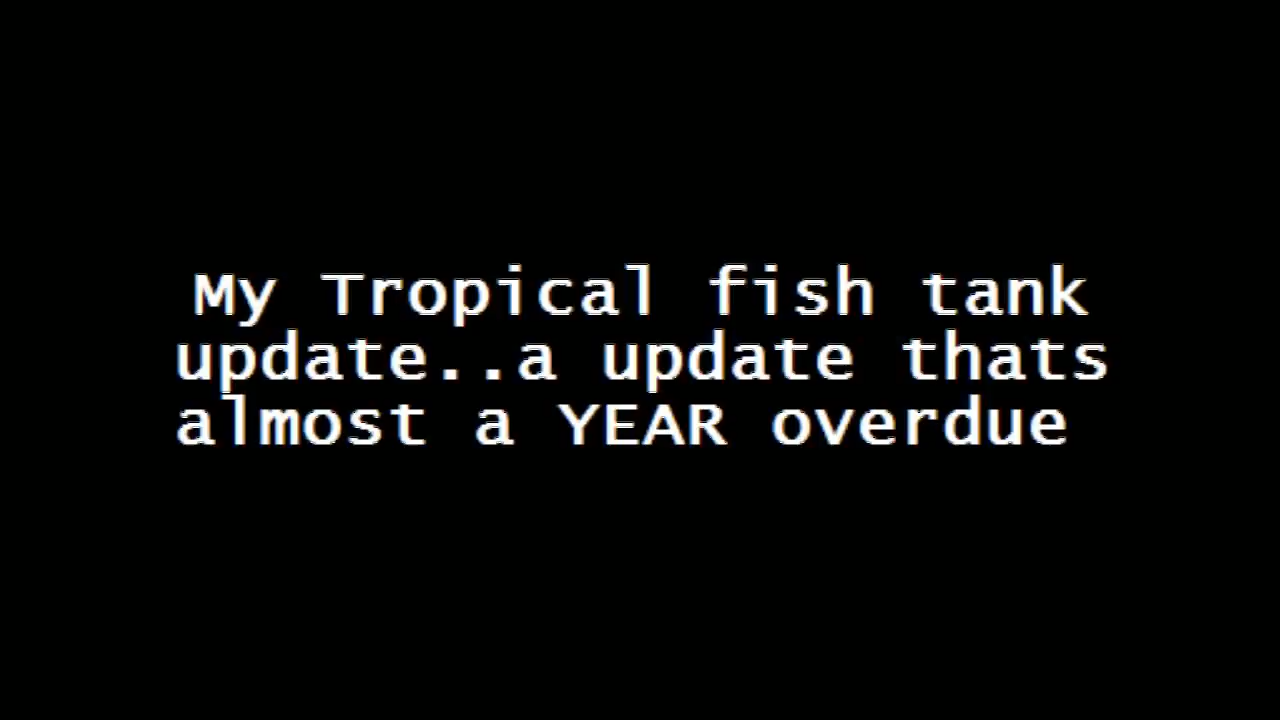 My Tropical fish tank
update..a update thats
almost a YEAR overdue